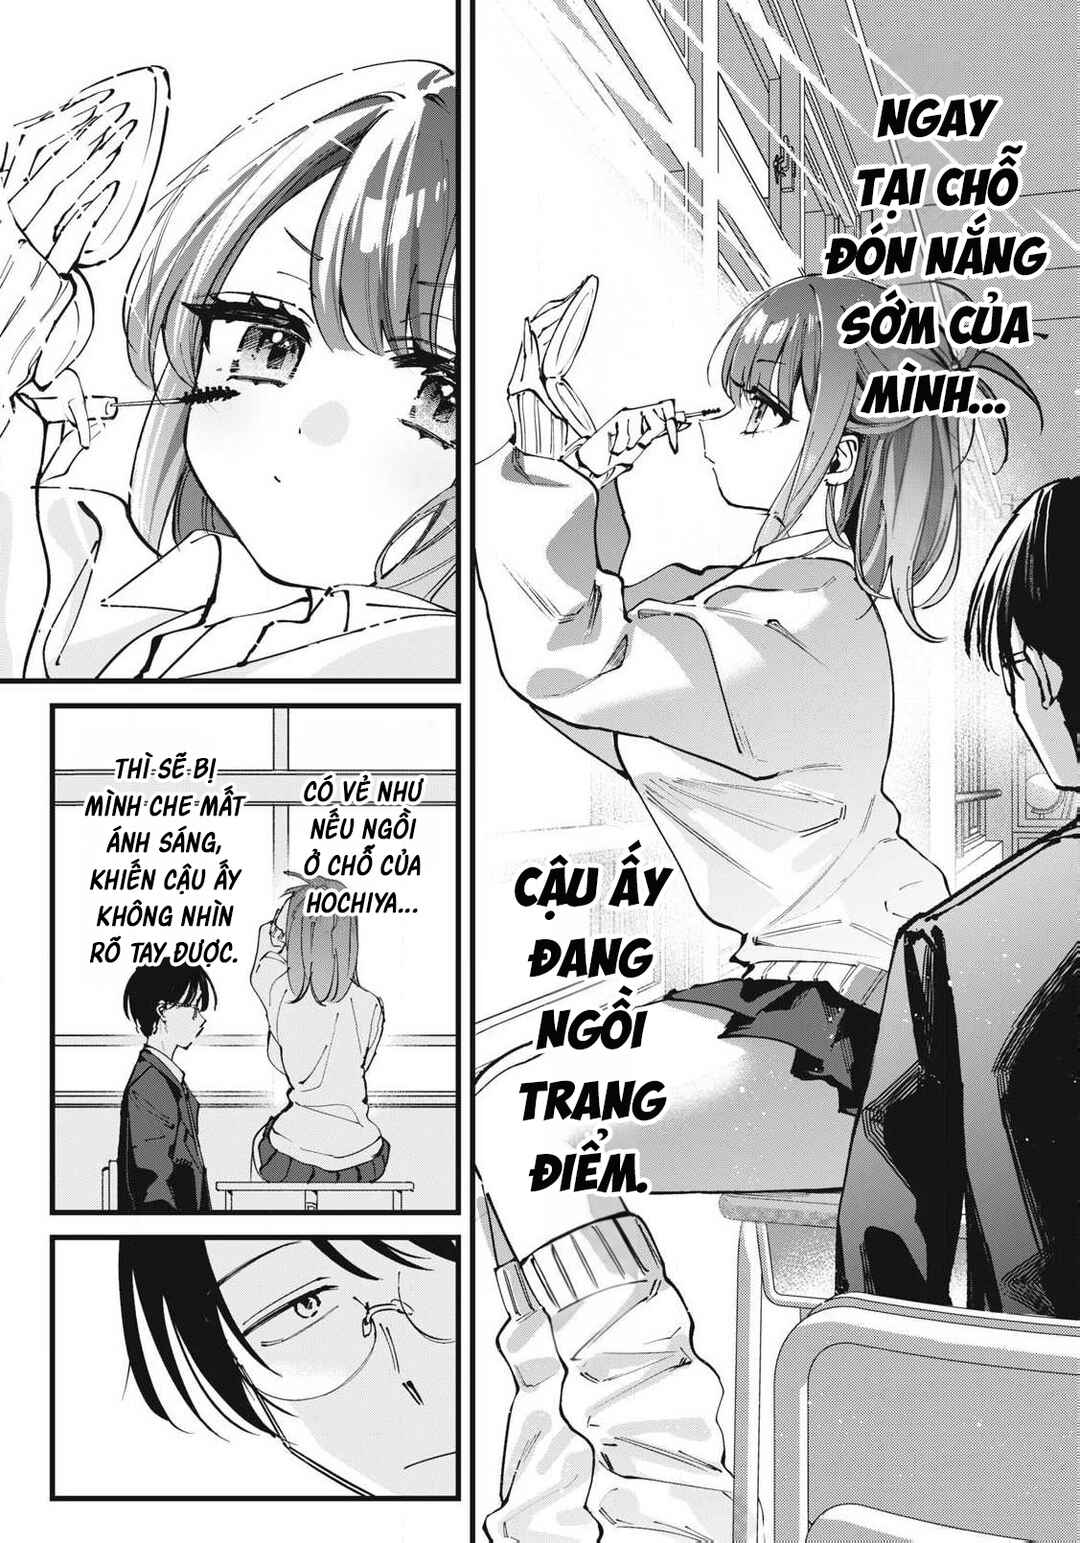 NGAY
TẠI CHỖ
ĐÓN NẮNG
SỚM CỦA
MÌNH...
CẬU ẤY
ĐANG
NGỒI
TRANG
ĐIỂM.
CÓ VẺ NHƯ
NẾU NGỒI
Ở CHỖ CỦA
HOCHIYA...
THÌ SẼ BỊ
MÌNH CHE MẤT
ÁNH SÁNG,
KHIẾN CẬU ẤY
KHÔNG NHÌN
RÕ TAY ĐƯỢC.